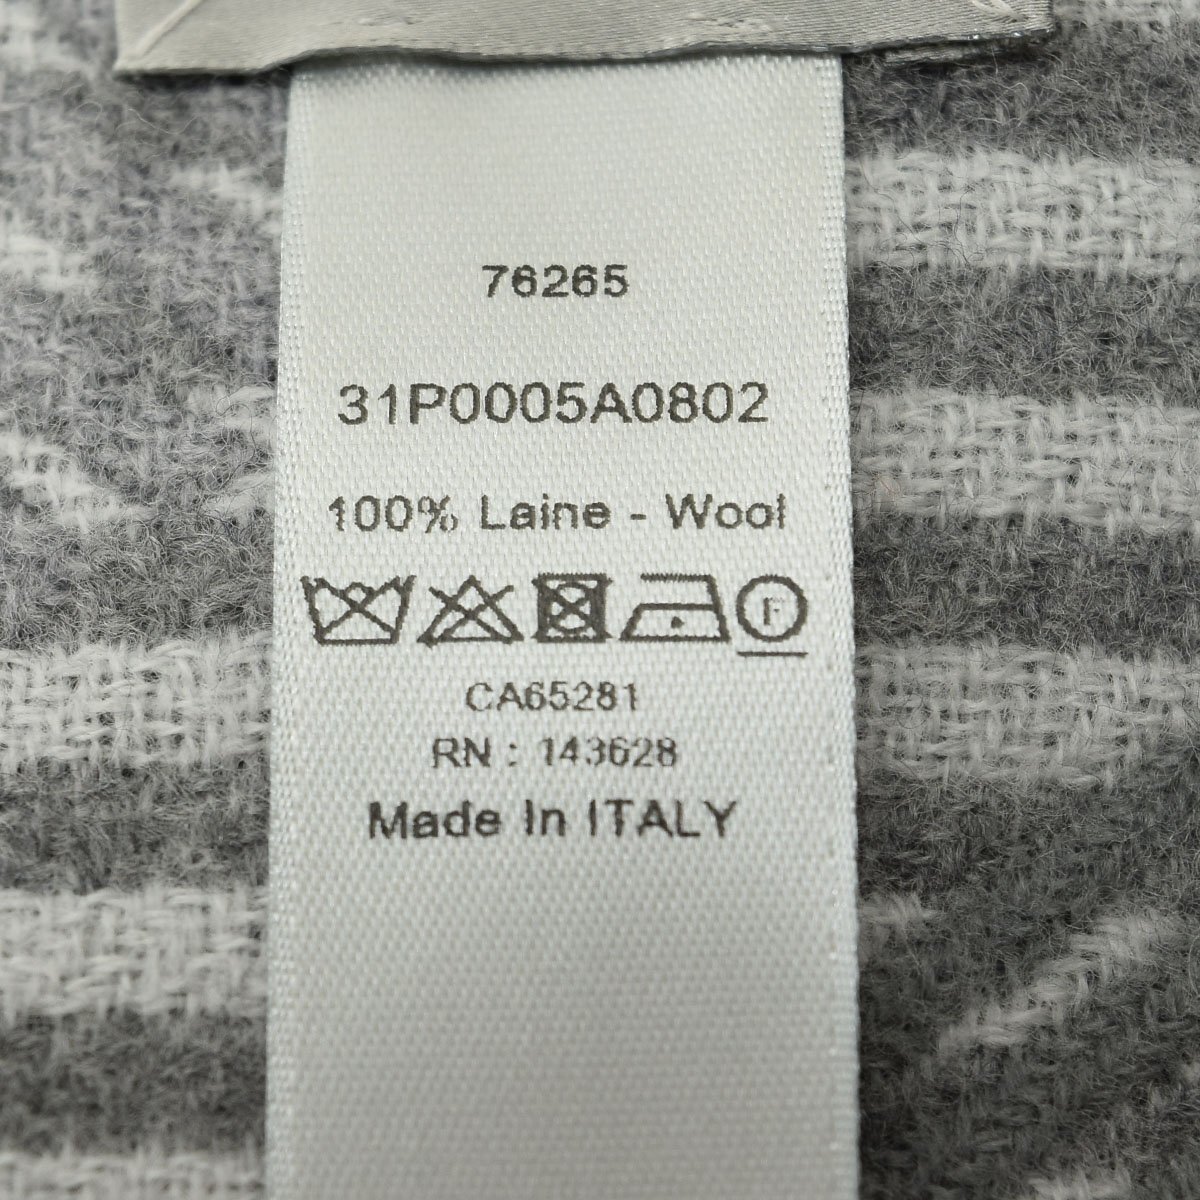 76265
31P0005A0802
100% Laine - Wool
F
CA65281
RN : 143628
Made In ITALY